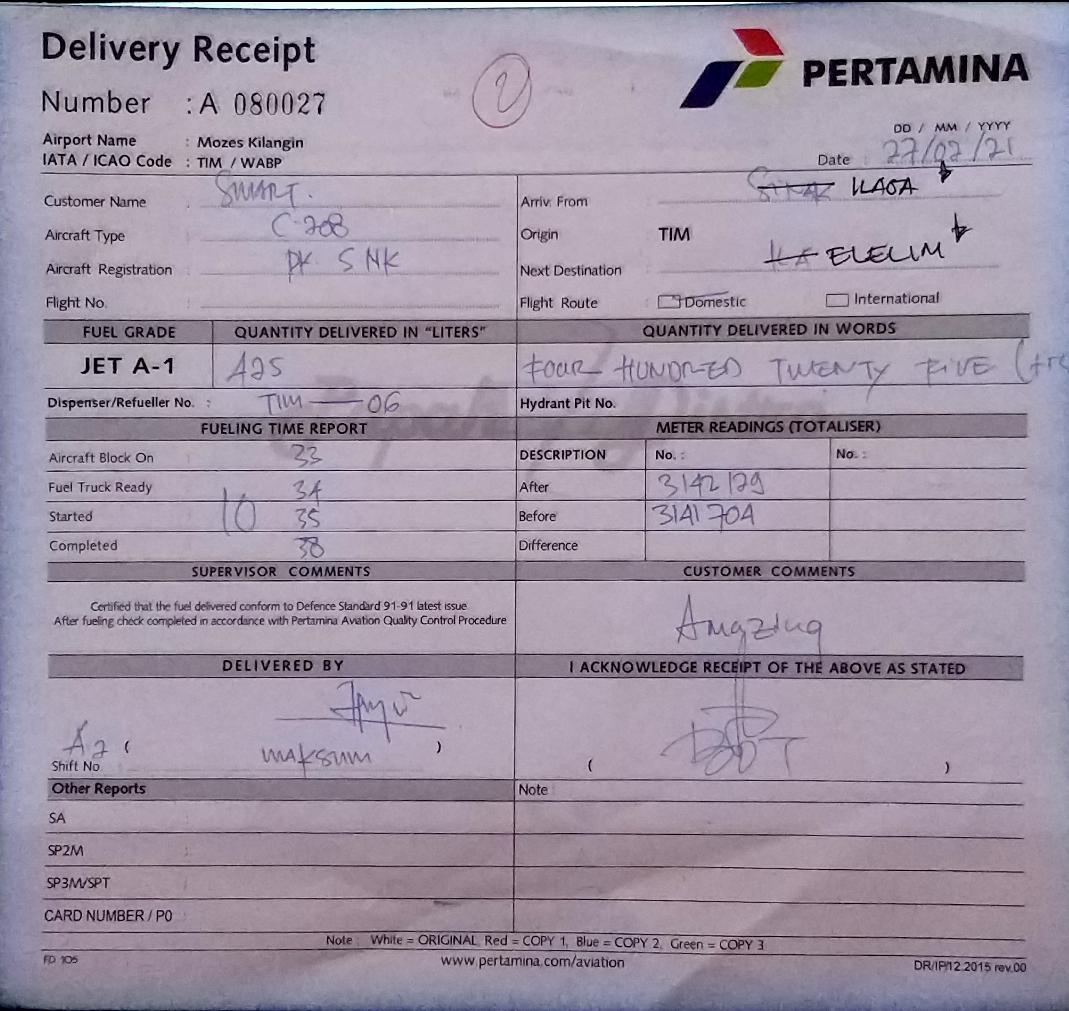 Delivery Receipt
PERTAMINA
Number : A 080027
Airport Name : Mozes Kilangin
IATA / ICAO Code : TIM / WABP
DD / MM / YYYY
Date : 27/02/21
Customer Name : SMART.
Arriv. From : ILAGA
Aircraft Type : C-208
Origin : TIM
Aircraft Registration : PK SNK
Next Destination : ELELIM
Flight No. :
Flight Route : Domestic International
FUEL GRADE QUANTITY DELIVERED IN "LITERS" QUANTITY DELIVERED IN WORDS
JET A-1 425 FOUR HUNDRED TWENTY FIVE
Dispenser/Refueller No. : TIM — 06 Hydrant Pit No.
FUELING TIME REPORT METER READINGS (TOTALISER)
Aircraft Block On 33 DESCRIPTION No. : No. :
Fuel Truck Ready 34 After 3142129
Started 10 35 Before 3141704
Completed 38 Difference
SUPERVISOR COMMENTS CUSTOMER COMMENTS
Certified that the fuel delivered conform to Defence Standard 91-91 latest issue
After fueling check completed in accordance with Pertamina Aviation Quality Control Procedure
Amazing
DELIVERED BY I ACKNOWLEDGE RECEIPT OF THE ABOVE AS STATED
( maksum ) ( )
Shift No
Other Reports Note
SA :
SP2M :
SP3M/SPT
CARD NUMBER / PO
Note : White = ORIGINAL, Red = COPY 1, Blue = COPY 2, Green = COPY 3
FD 105 www.pertamina.com/aviation DR/IP/12.2015 rev.00